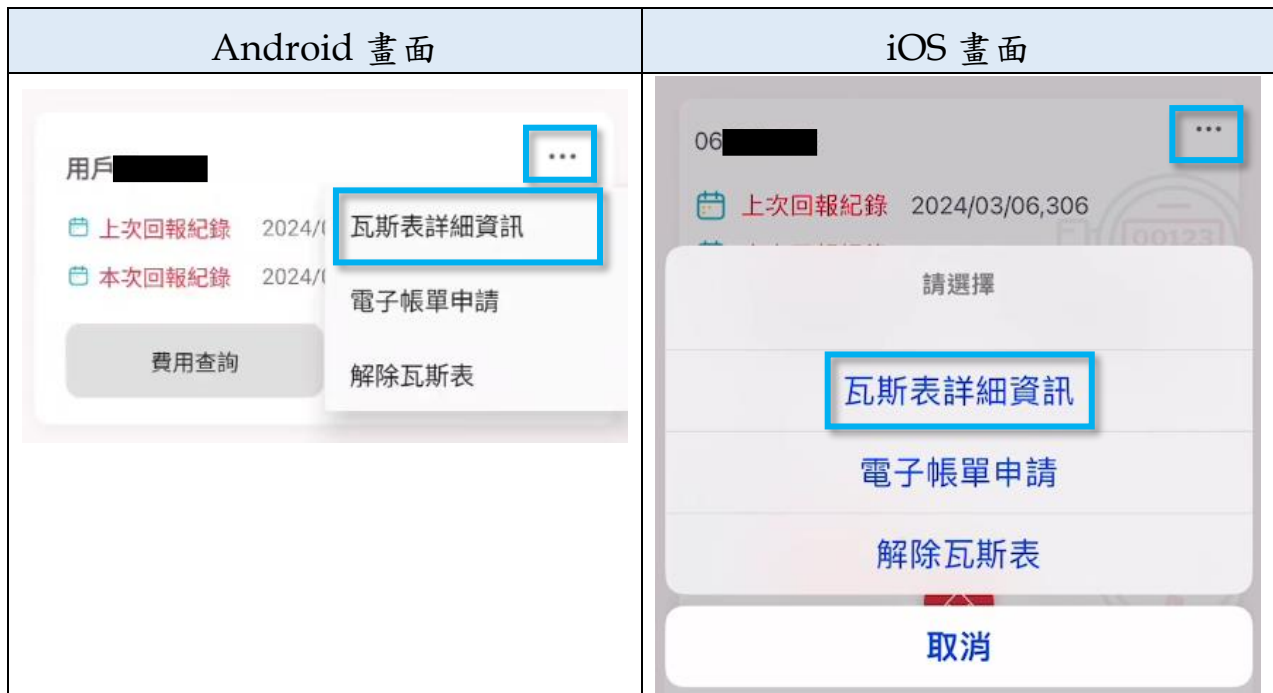 Android 畫面
iOS 畫面
用戶
...
上次回報紀錄 2024/0
本次回報紀錄 2024/0
瓦斯表詳細資訊
電子帳單申請
解除瓦斯表
費用查詢
06
...
上次回報紀錄 2024/03/06,306
00123
請選擇
瓦斯表詳細資訊
電子帳單申請
解除瓦斯表
取消